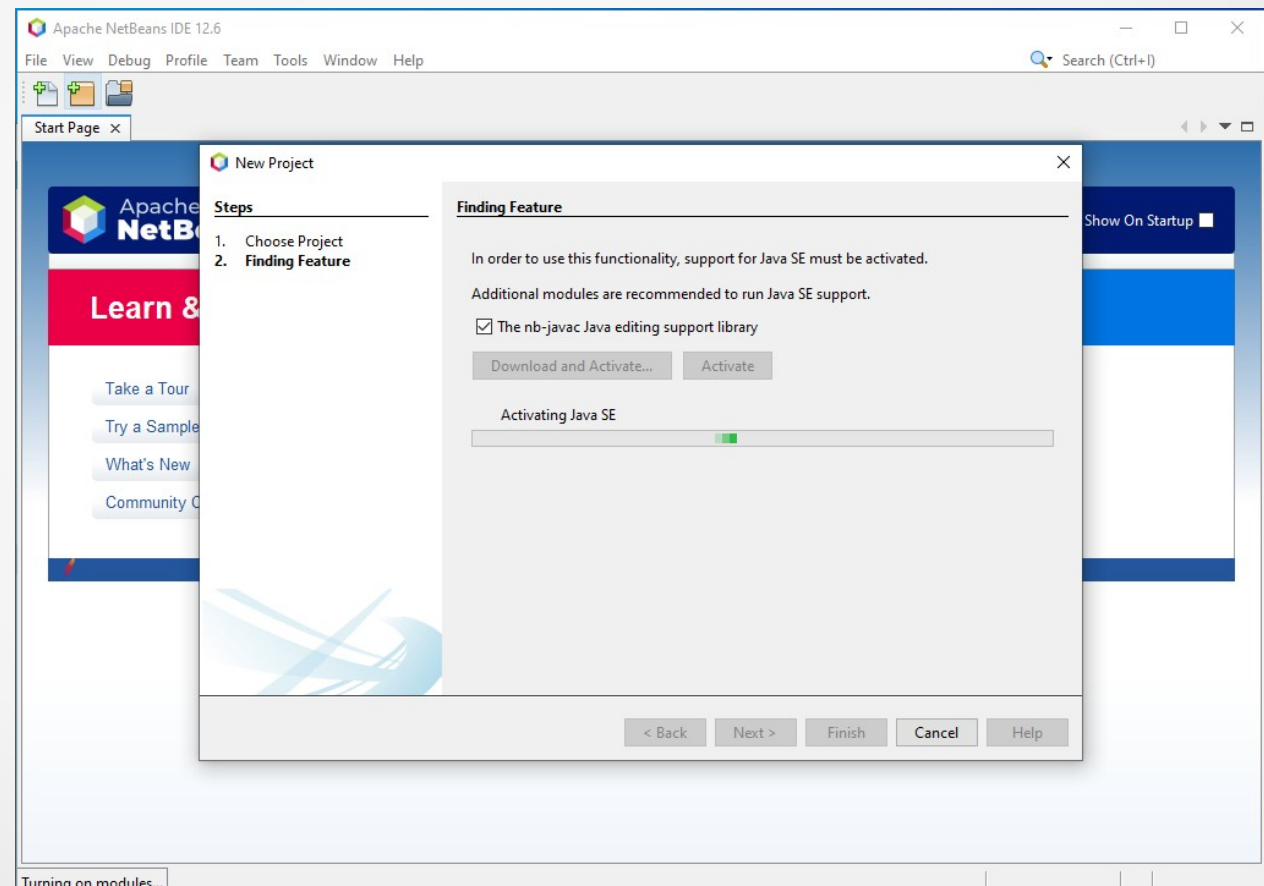 Apache NetBeans IDE 12.6
File View Debug Profile Team Tools Window Help
Search (Ctrl+I)
Start Page
New Project
Steps
1. Choose Project
2. Finding Feature
Finding Feature
In order to use this functionality, support for Java SE must be activated.
Additional modules are recommended to run Java SE support.
The nb-javac Java editing support library
Download and Activate... Activate
Activating Java SE
< Back Next > Finish Cancel Help
Apache
NetB
Show On Startup
Learn &
Take a Tour
Try a Sample
What's New
Community
Turning on modules...